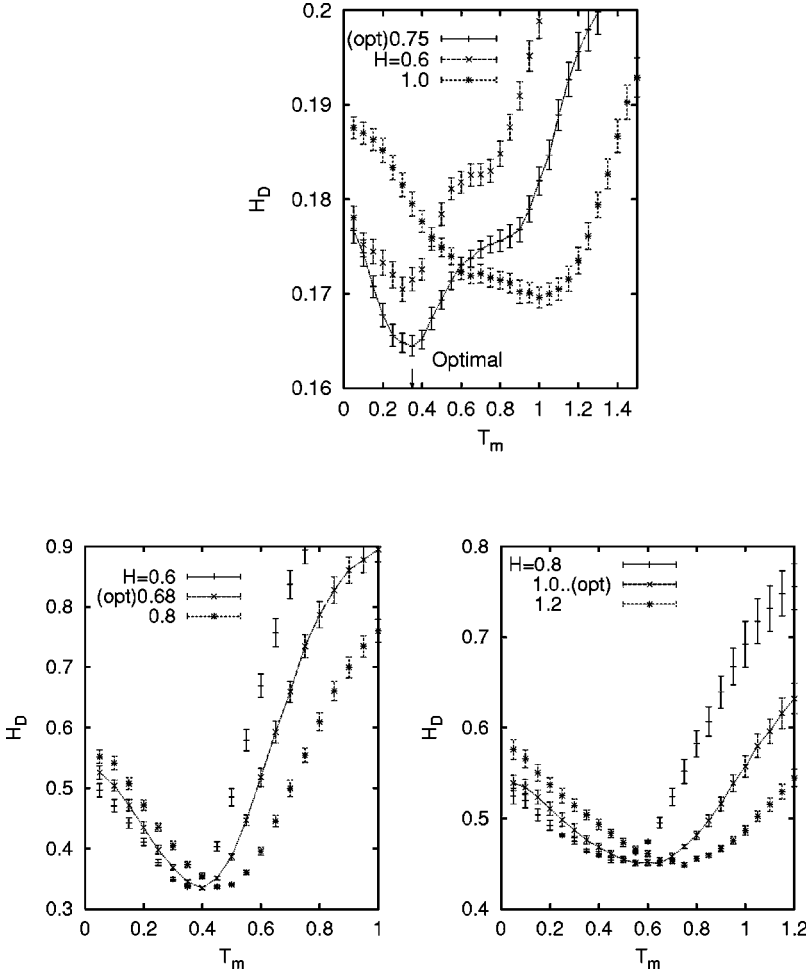 0.2
(opt)0.75
H=0.6
1.0
0.19
H_D
0.18
0.17
Optimal
0.16
0 0.2 0.4 0.6 0.8 1 1.2 1.4
T_m
0.9
H=0.6
(opt)0.68
0.8
0.8
0.7
H_D
0.6
0.5
0.4
0.3
0 0.2 0.4 0.6 0.8 1
T_m
0.8
H=0.8
1.0..(opt)
1.2
0.7
H_D
0.6
0.5
0.4
0 0.2 0.4 0.6 0.8 1.0 1.2
T_m